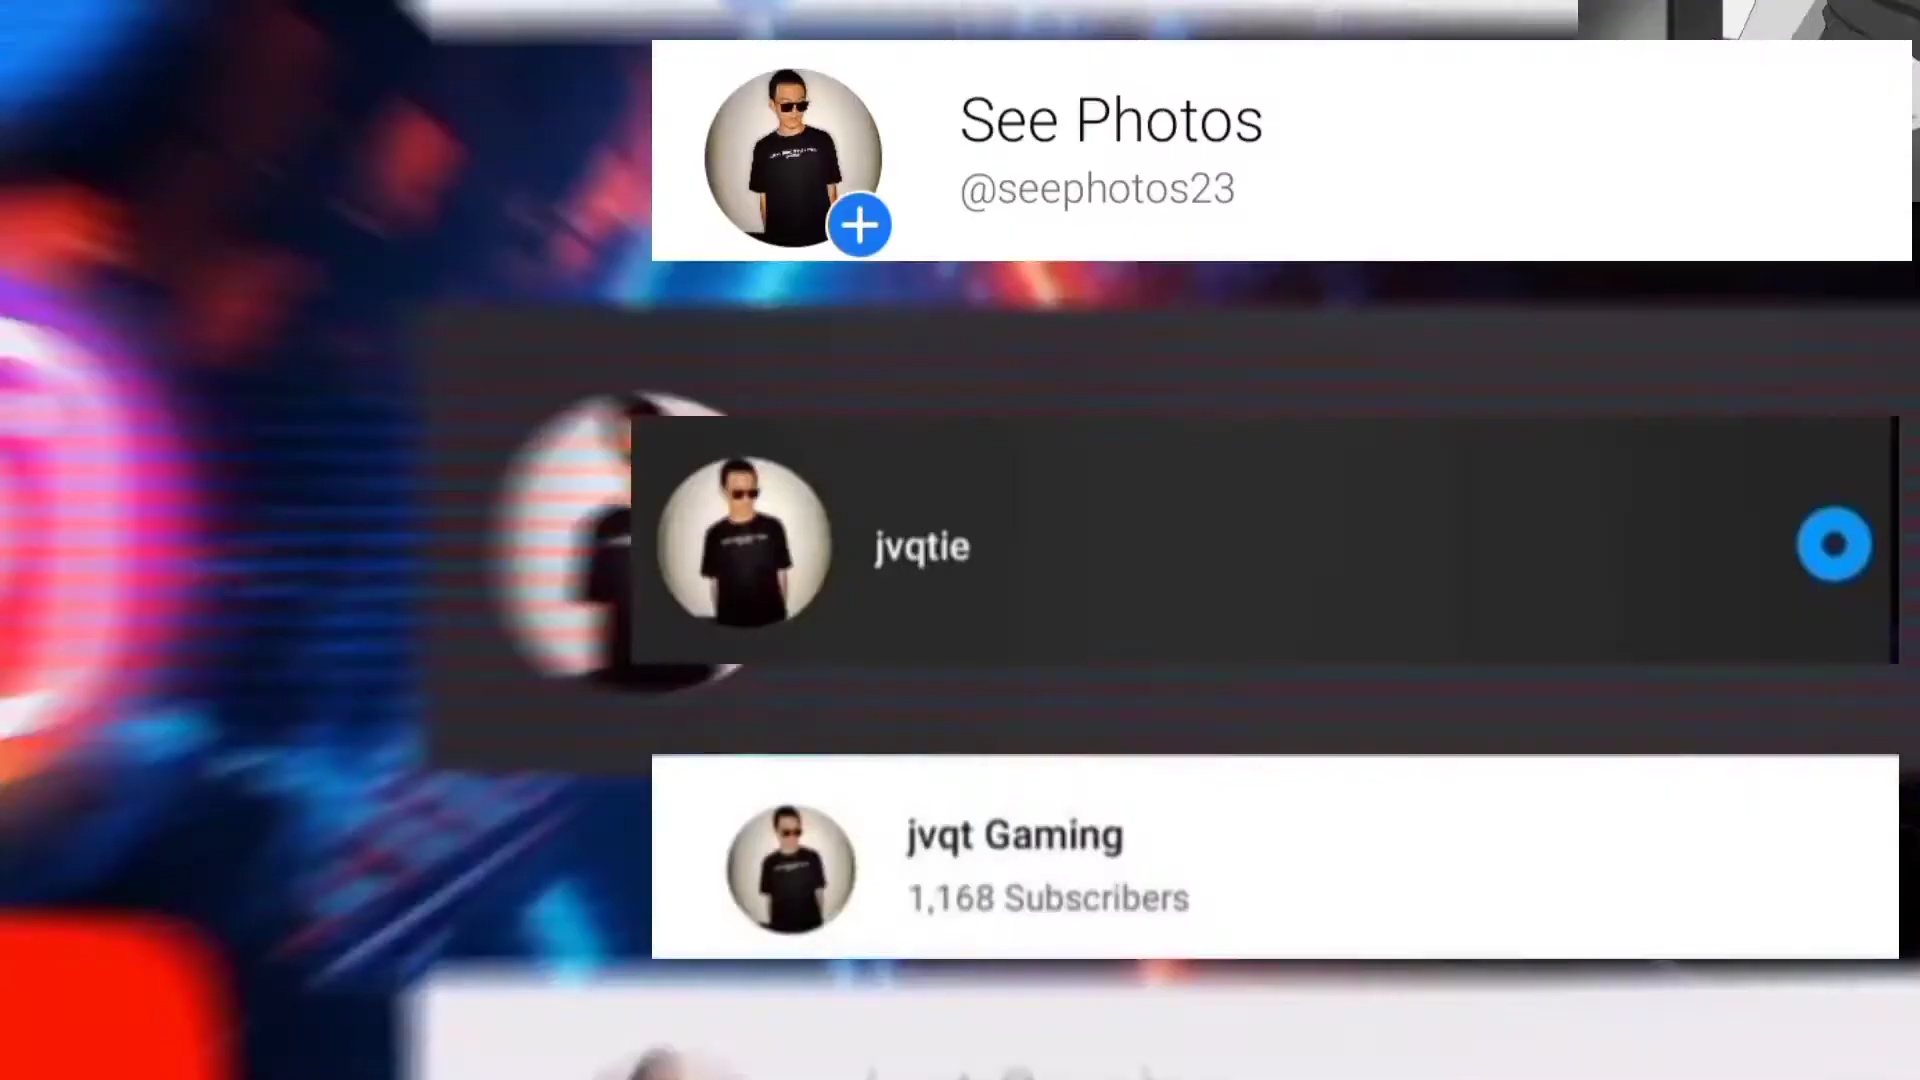 See Photos
@seephotos23
jvqtie
jvqt Gaming
1,168 Subscribers